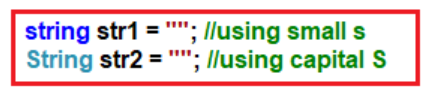 string str1 = ""; //using small s
String str2 = ""; //using capital S